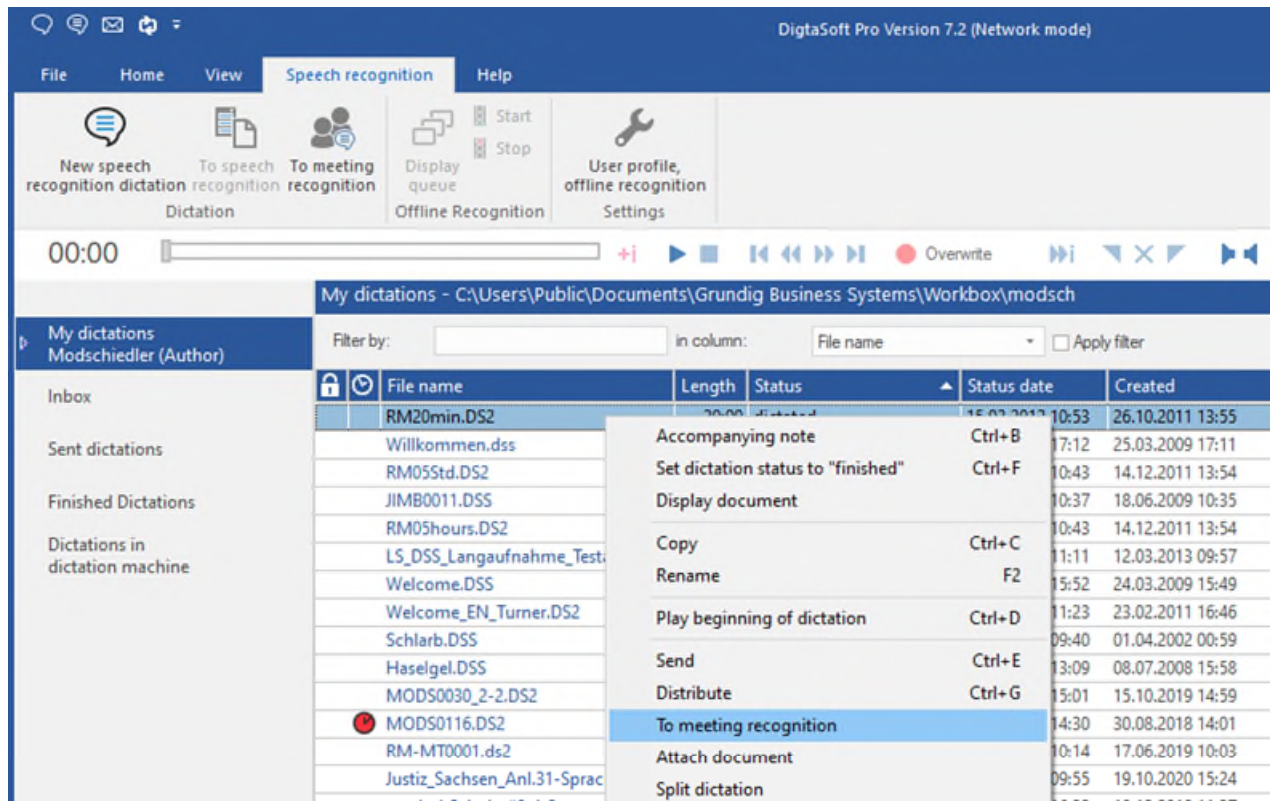 DigtaSoft Pro Version 7.2 (Network mode)
File Home View Speech recognition Help
New speech recognition dictation
To speech recognition
To meeting recognition
Display queue
Start
Stop
User profile, offline recognition
Dictation Offline Recognition Settings
00:00 +i Overwrite
My dictations - C:\Users\Public\Documents\Grundig Business Systems\Workbox\modsch
My dictations
Modschiedler (Author)
Inbox
Sent dictations
Finished Dictations
Dictations in
dictation machine
Filter by: in column: File name Apply filter
File name Length Status Status date Created
RM20min.DS2 20:00 dictated 10:53 26.10.2011 13:55
Willkommen.dss 17:12 25.03.2009 17:11
RM05Std.DS2 10:43 14.12.2011 13:54
JIMB0011.DSS 10:37 18.06.2009 10:35
RM05hours.DS2 10:43 14.12.2011 13:54
LS_DSS_Langaufnahme_Testa 11:11 12.03.2013 09:57
Welcome.DSS 15:52 24.03.2009 15:49
Welcome_EN_Turner.DS2 11:23 23.02.2011 16:46
Schlarb.DSS 09:40 01.04.2002 00:59
Haselgel.DSS 13:09 08.07.2008 15:58
MODS0030_2-2.DS2 15:01 15.10.2019 14:59
MODS0116.DS2 14:30 30.08.2018 14:01
RM-MT0001.ds2 10:14 17.06.2019 10:03
Justiz_Sachsen_Anl.31-Sprac 09:55 19.10.2020 15:24
Accompanying note Ctrl+B
Set dictation status to "finished" Ctrl+F
Display document
Copy Ctrl+C
Rename F2
Play beginning of dictation Ctrl+D
Send Ctrl+E
Distribute Ctrl+G
To meeting recognition
Attach document
Split dictation